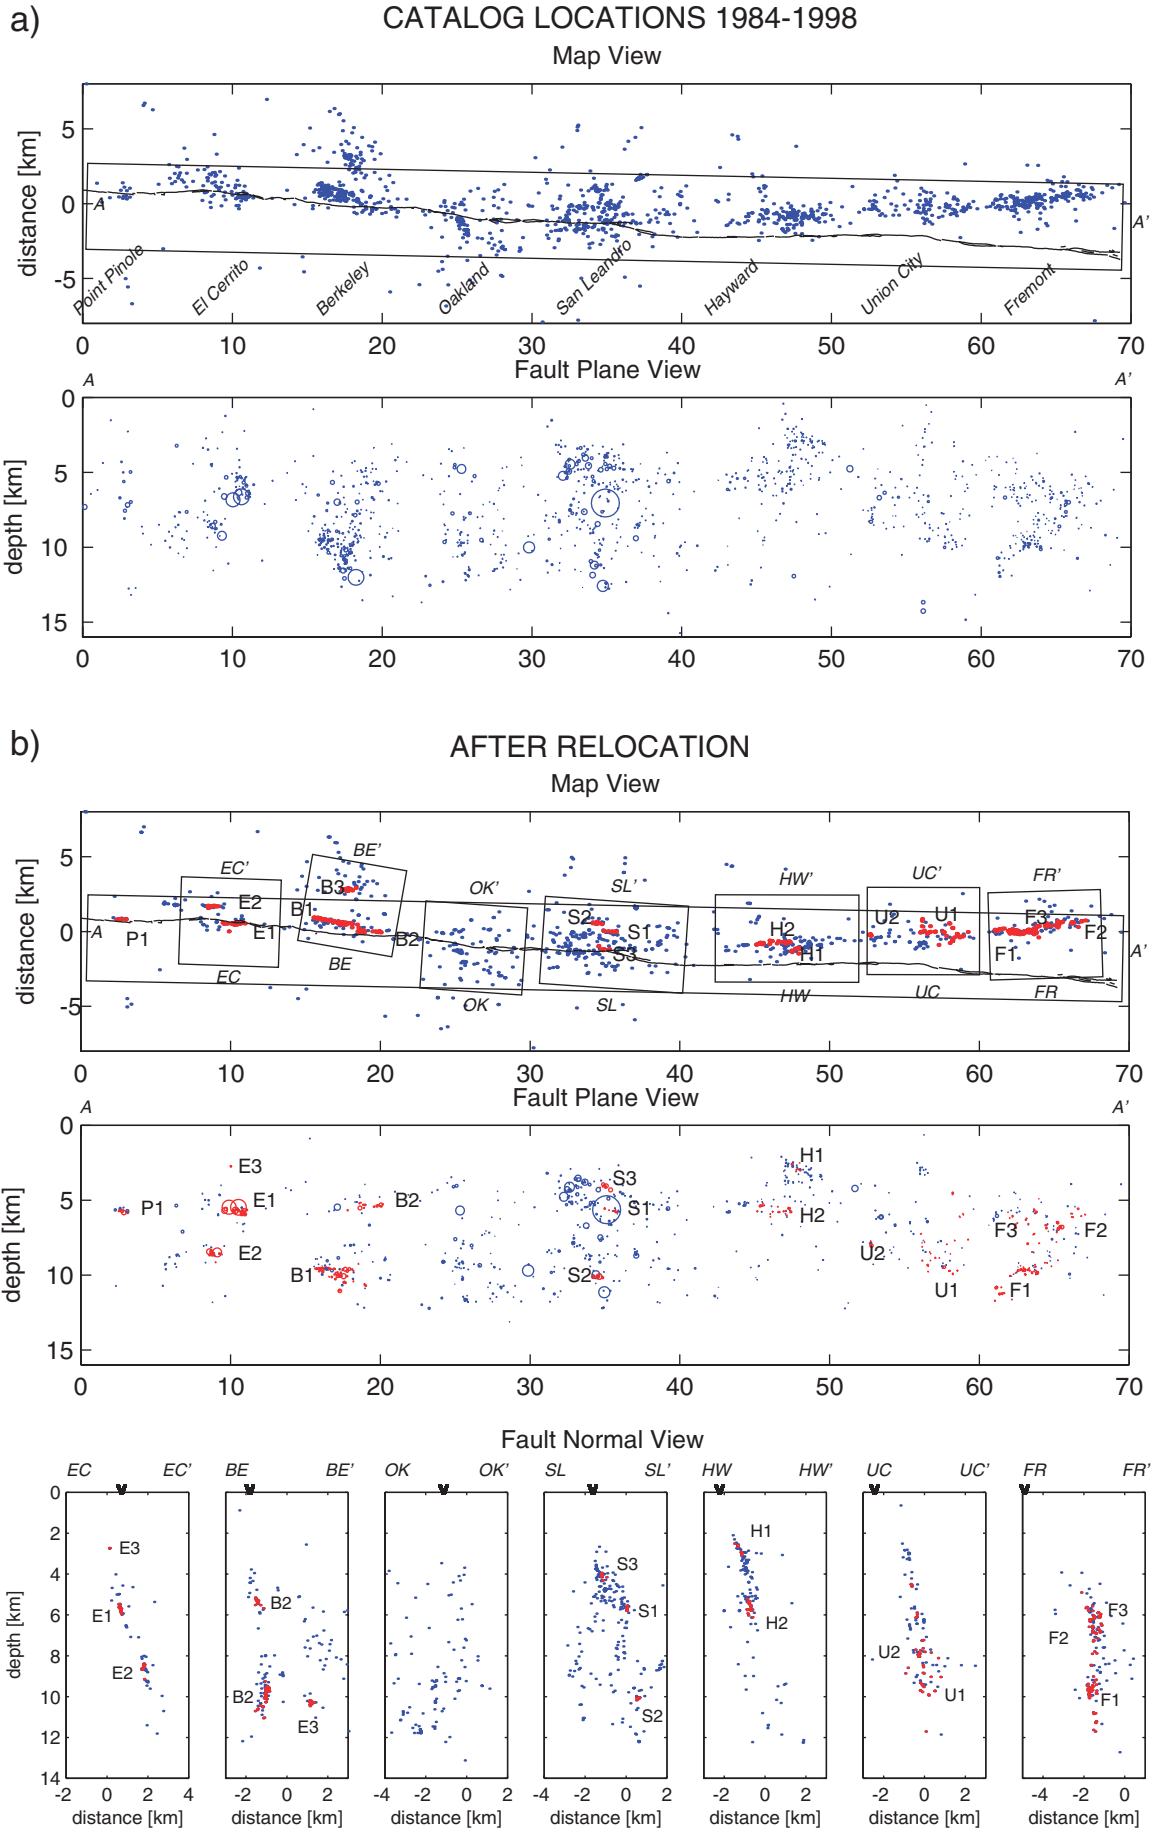 a)
CATALOG LOCATIONS 1984-1998
Map View
distance [km]
5
0
-5
A
A'
Point Pinole
El Cerrito
Berkeley
Oakland
San Leandro
Hayward
Union City
Fremont
0 10 20 30 40 50 60 70
Fault Plane View
A A'
depth [km]
0
5
10
15
0 10 20 30 40 50 60 70
b)
AFTER RELOCATION
Map View
distance [km]
5
0
-5
EC' BE' OK' SL' HW' UC' FR'
A A'
P1 E2 E1 B3 B1 B2 S2 S1 S3 H2 H1 U2 U1 F3 F2 F1
EC BE OK SL HW UC FR
0 10 20 30 40 50 60 70
Fault Plane View
A A'
depth [km]
0
5
10
15
E3 H1
P1 E1 B2 S3 S1 H2 F3 F2
E2 B1 S2 U2 U1 F1
0 10 20 30 40 50 60 70
Fault Normal View
EC EC' BE BE' OK OK' SL SL' HW HW' UC UC' FR FR'
depth [km]
0
2
4
6
8
10
12
14
E3
E1
E2
B2
B2
E3
S3
S1
S2
H1
H2
U2
U1
F3
F2
F1
-2 0 2 4 -2 0 2 -4 -2 0 2 -4 -2 0 2 -2 0 2 -2 0 2 -4 -2 0
distance [km] distance [km] distance [km] distance [km] distance [km] distance [km] distance [km]